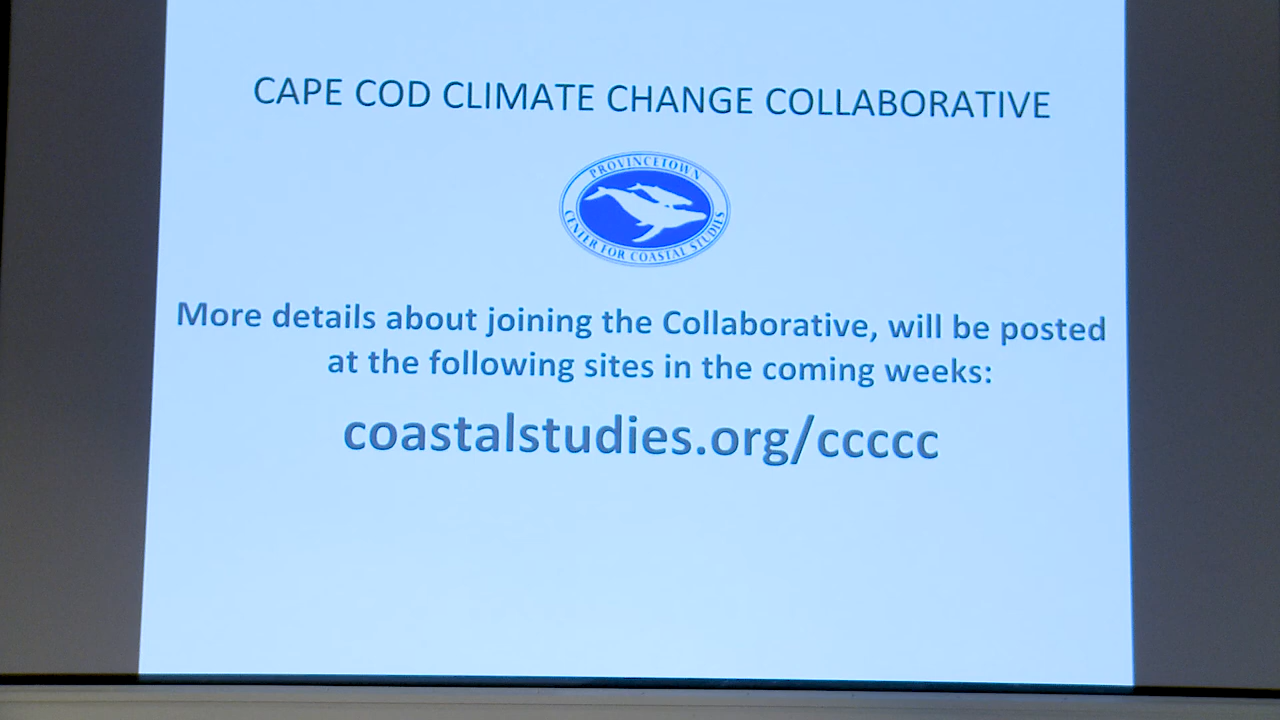 CAPE COD CLIMATE CHANGE COLLABORATIVE
PROVINCETOWN
CENTER FOR COASTAL STUDIES
More details about joining the Collaborative, will be posted
at the following sites in the coming weeks:
coastalstudies.org/ccccc